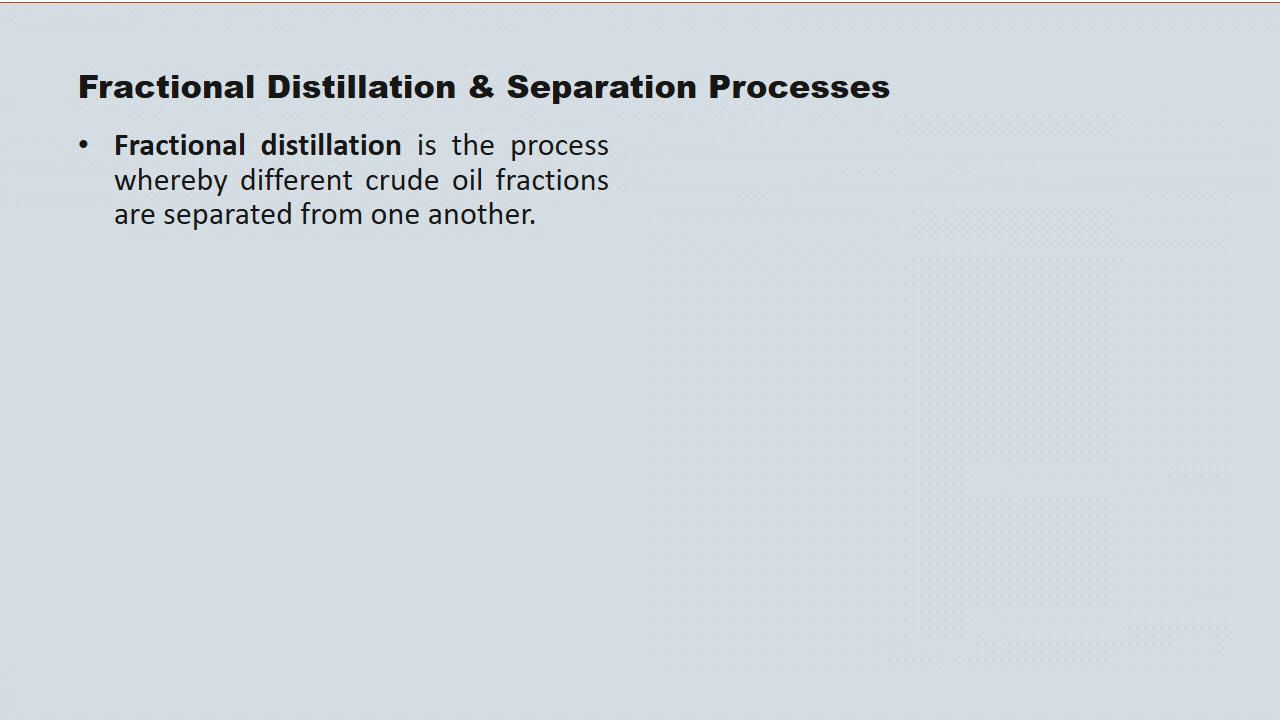 Fractional Distillation & Separation Processes
• Fractional distillation is the process
whereby different crude oil fractions
are separated from one another.